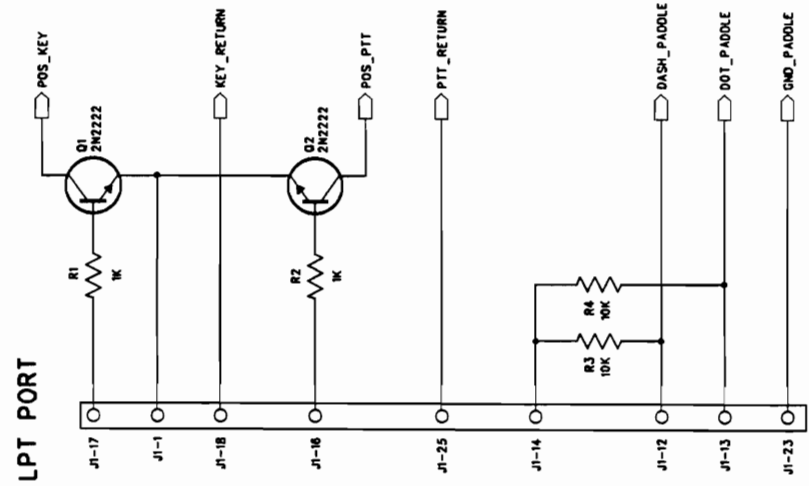 LPT PORT
J1-17
R1
1K
Q1
2N2222
POS_KEY
J1-1
J1-18
KEY_RETURN
J1-16
R2
1K
Q2
2N2222
POS_PTT
J1-25
PTT_RETURN
J1-14
R3
10K
R4
10K
J1-12
DASH_PADDLE
J1-13
DOT_PADDLE
J1-23
GND_PADDLE